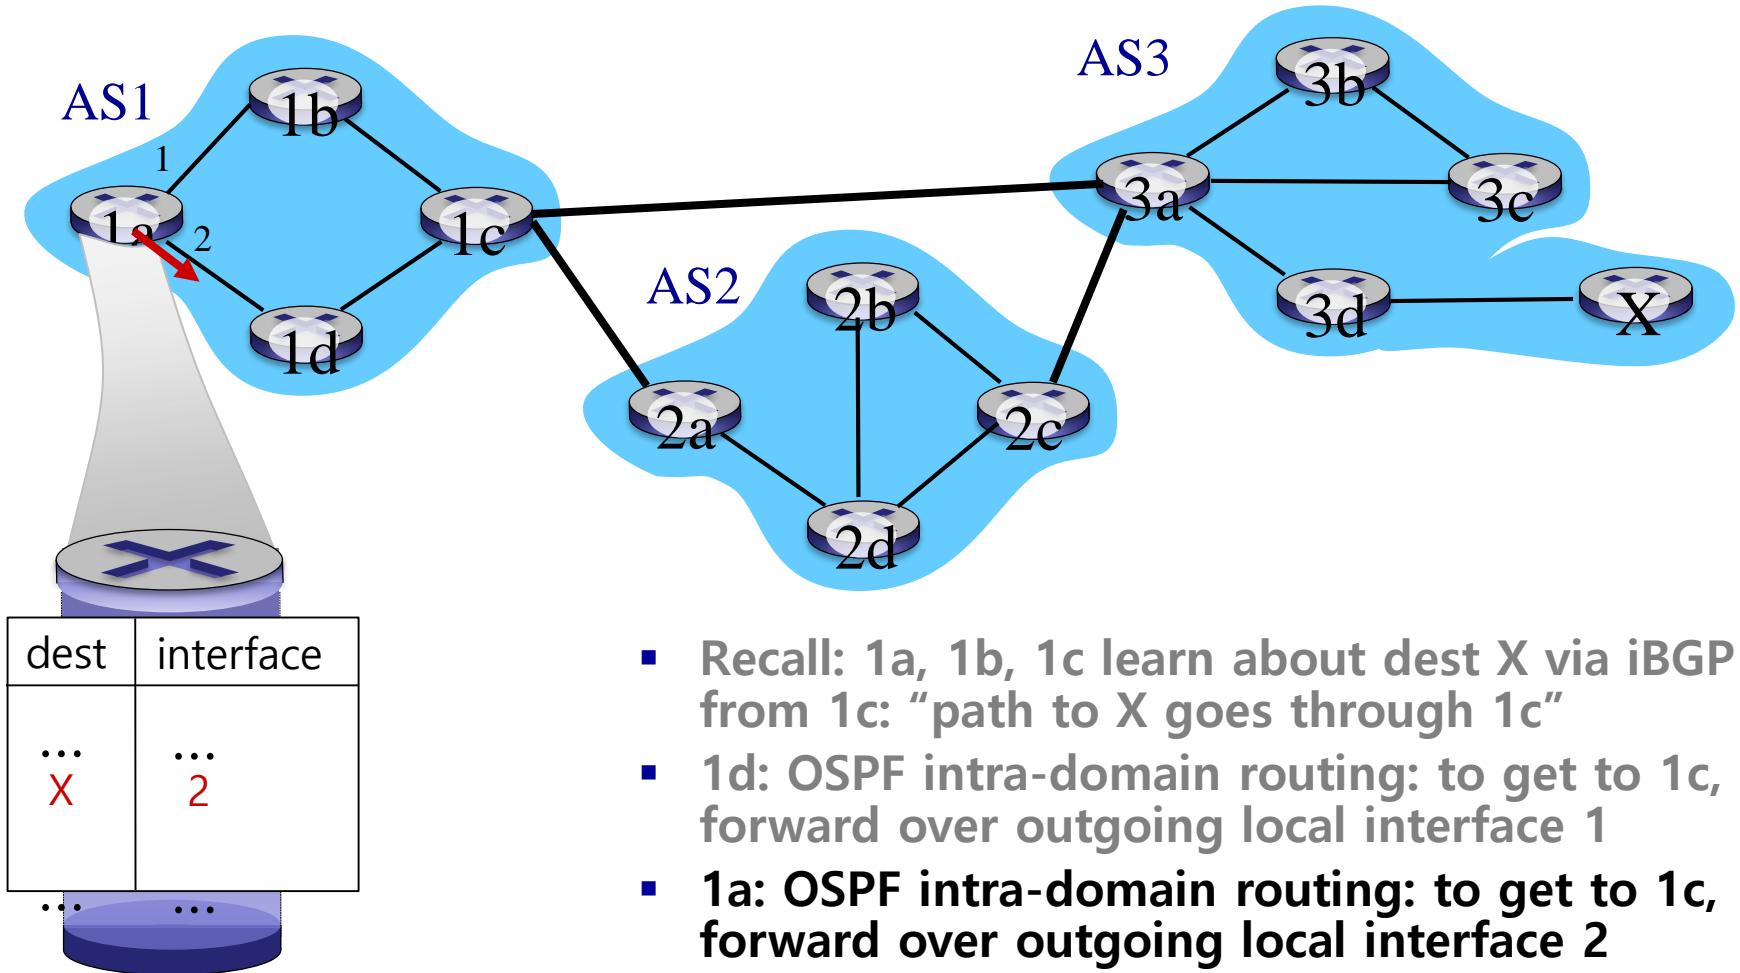 AS1
1b
1
1a
2
1c
1d
AS3
3b
3a
3c
3d
X
AS2
2b
2a
2c
2d
dest interface
... ...
X 2
... ...
▪ Recall: 1a, 1b, 1c learn about dest X via iBGP
from 1c: “path to X goes through 1c”
▪ 1d: OSPF intra-domain routing: to get to 1c,
forward over outgoing local interface 1
▪ 1a: OSPF intra-domain routing: to get to 1c,
forward over outgoing local interface 2